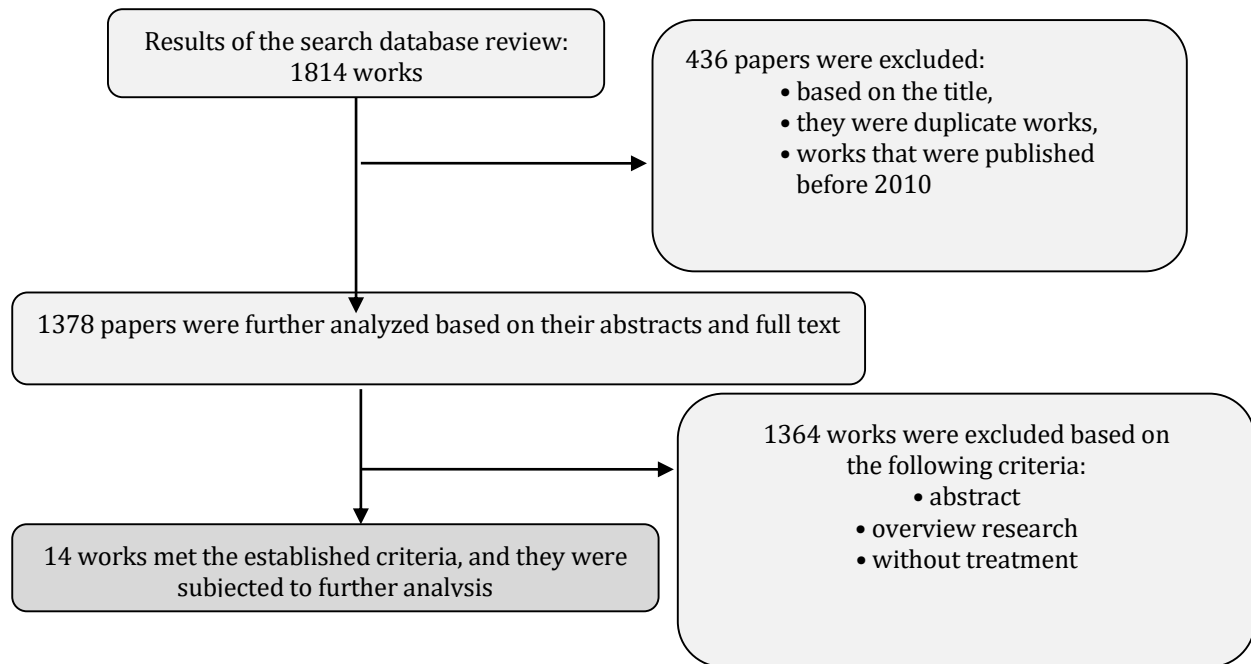 Results of the search database review:
1814 works
436 papers were excluded:
• based on the title,
• they were duplicate works,
• works that were published
before 2010
1378 papers were further analyzed based on their abstracts and full text
1364 works were excluded based on
the following criteria:
• abstract
• overview research
• without treatment
14 works met the established criteria, and they were
subjected to further analysis